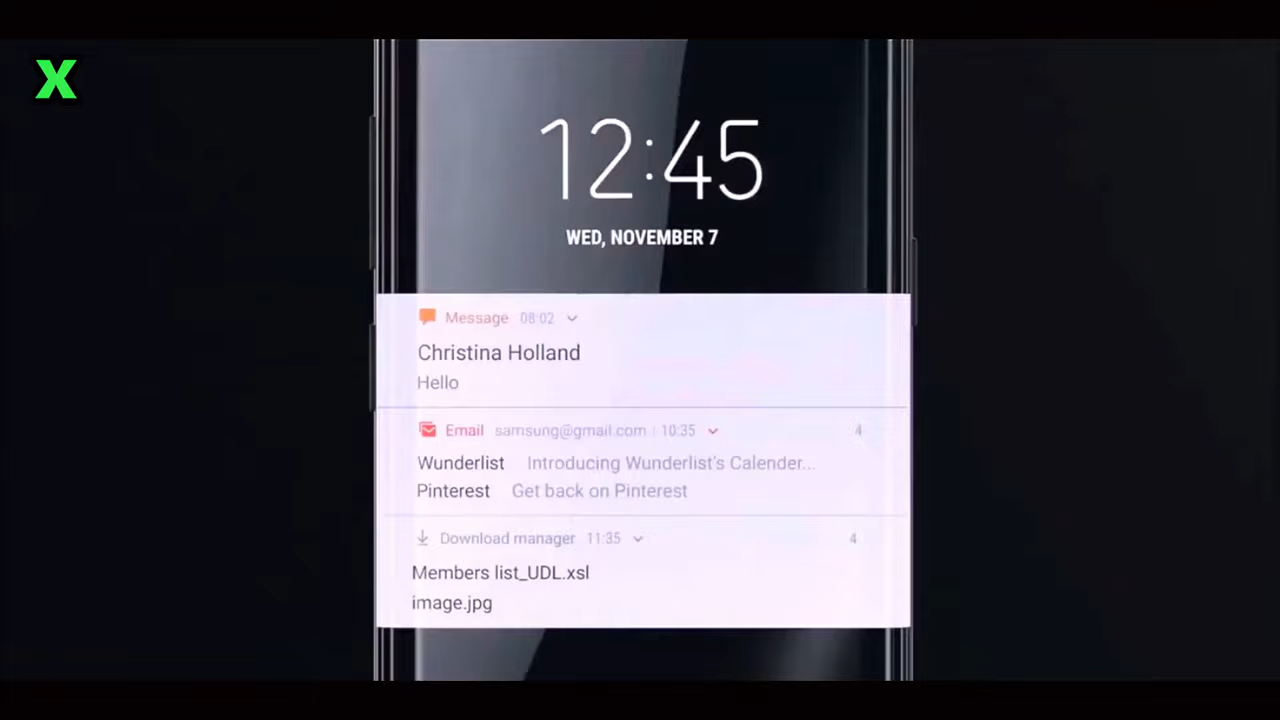 X
12:45
WED, NOVEMBER 7
Message 08:02
Christina Holland
Hello
Email samsung@gmail.com | 10:35 4
Wunderlist Introducing Wunderlist's Calender...
Pinterest Get back on Pinterest
Download manager 11:35 4
Members list_UDL.xsl
image.jpg